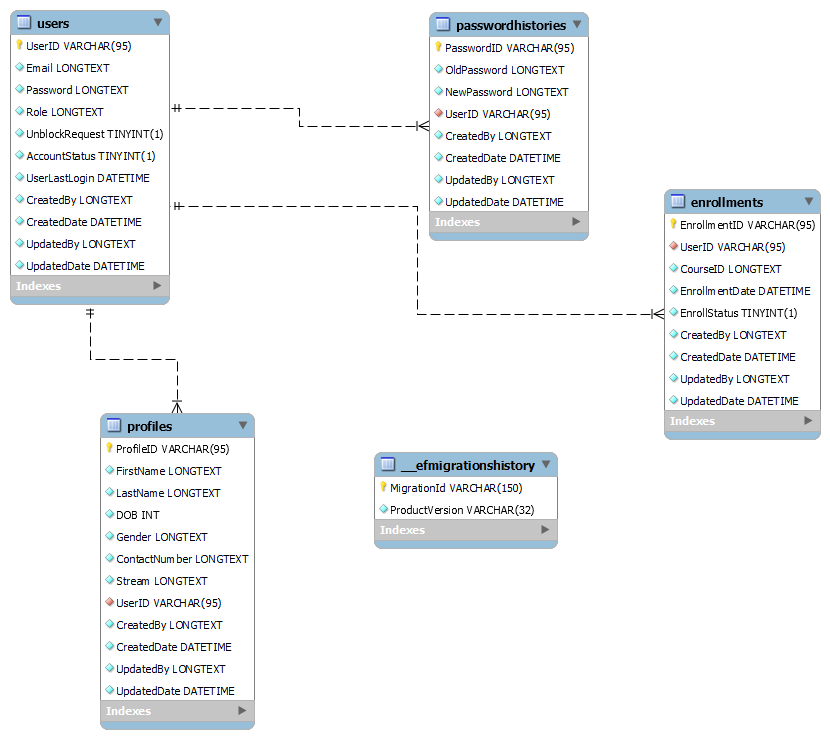 users
UserID VARCHAR(95)
Email LONGTEXT
Password LONGTEXT
Role LONGTEXT
UnblockRequest TINYINT(1)
AccountStatus TINYINT(1)
UserLastLogin DATETIME
CreatedBy LONGTEXT
CreatedDate DATETIME
UpdatedBy LONGTEXT
UpdatedDate DATETIME
Indexes
passwordhistories
PasswordID VARCHAR(95)
OldPassword LONGTEXT
NewPassword LONGTEXT
UserID VARCHAR(95)
CreatedBy LONGTEXT
CreatedDate DATETIME
UpdatedBy LONGTEXT
UpdatedDate DATETIME
Indexes
enrollments
EnrollmentID VARCHAR(95)
UserID VARCHAR(95)
CourseID LONGTEXT
EnrollmentDate DATETIME
EnrollStatus TINYINT(1)
CreatedBy LONGTEXT
CreatedDate DATETIME
UpdatedBy LONGTEXT
UpdatedDate DATETIME
Indexes
profiles
ProfileID VARCHAR(95)
FirstName LONGTEXT
LastName LONGTEXT
DOB INT
Gender LONGTEXT
ContactNumber LONGTEXT
Stream LONGTEXT
UserID VARCHAR(95)
CreatedBy LONGTEXT
CreatedDate DATETIME
UpdatedBy LONGTEXT
UpdatedDate DATETIME
Indexes
__efmigrationshistory
MigrationId VARCHAR(150)
ProductVersion VARCHAR(32)
Indexes